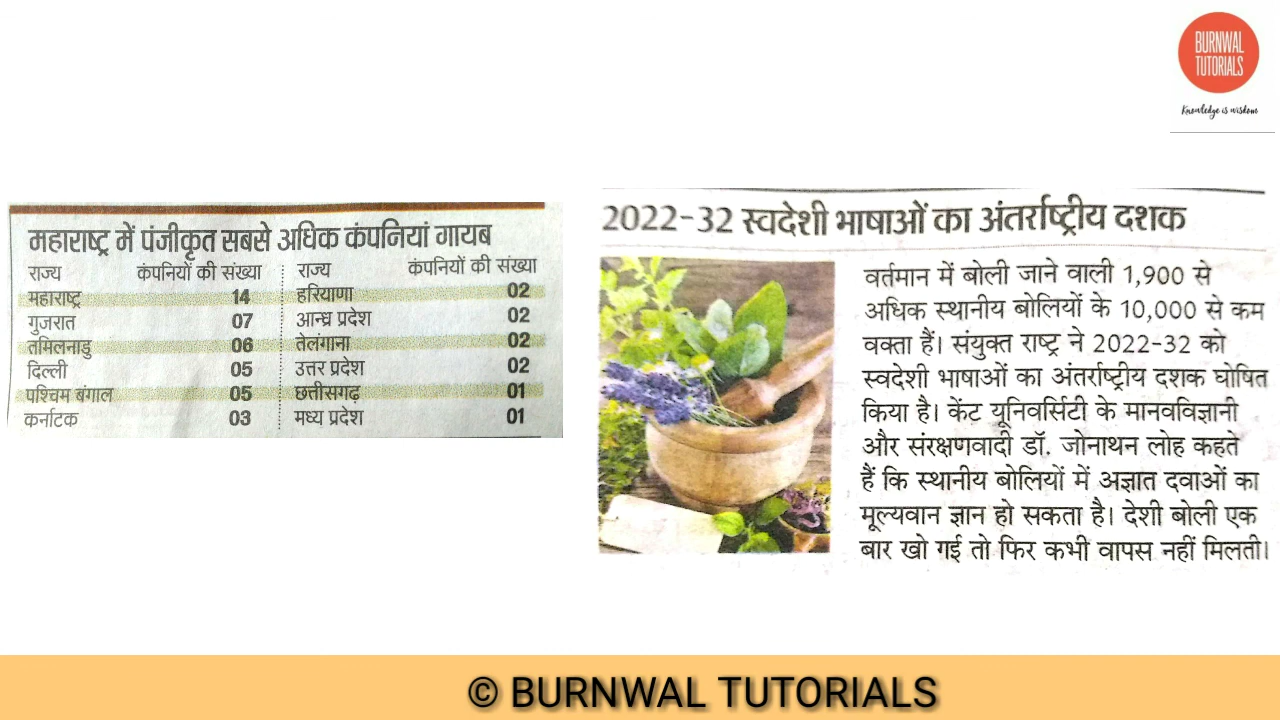 BURNWAL
TUTORIALS
Knowledge is wisdom
महाराष्ट्र में पंजीकृत सबसे अधिक कंपनियां गायब
राज्य कंपनियों की संख्या राज्य कंपनियों की संख्या
महाराष्ट्र 14 हरियाणा 02
गुजरात 07 आन्ध्र प्रदेश 02
तमिलनाडु 06 तेलंगाना 02
दिल्ली 05 उत्तर प्रदेश 02
पश्चिम बंगाल 05 छत्तीसगढ़ 01
कर्नाटक 03 मध्य प्रदेश 01
2022-32 स्वदेशी भाषाओं का अंतर्राष्ट्रीय दशक
वर्तमान में बोली जाने वाली 1,900 से
अधिक स्थानीय बोलियों के 10,000 से कम
वक्ता हैं। संयुक्त राष्ट्र ने 2022-32 को
स्वदेशी भाषाओं का अंतर्राष्ट्रीय दशक घोषित
किया है। केंट यूनिवर्सिटी के मानवविज्ञानी
और संरक्षणवादी डॉ. जोनाथन लोह कहते
हैं कि स्थानीय बोलियों में अज्ञात दवाओं का
मूल्यवान ज्ञान हो सकता है। देशी बोली एक
बार खो गई तो फिर कभी वापस नहीं मिलती।
© BURNWAL TUTORIALS